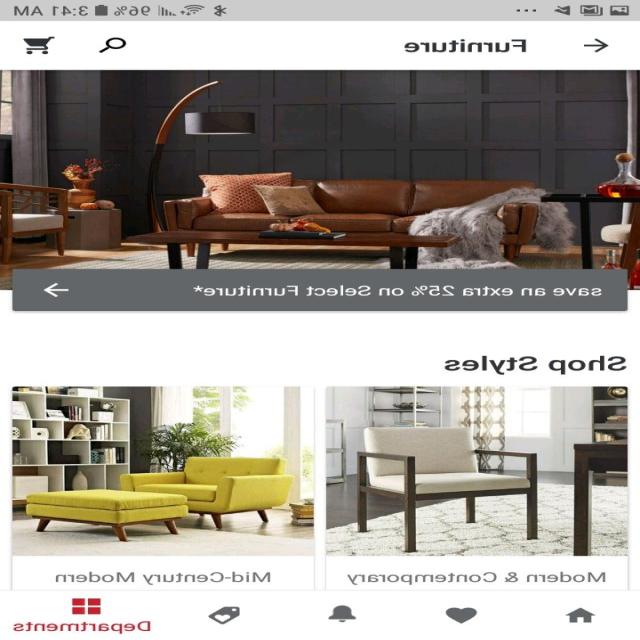 96% 3:41 AM
Furniture
save an extra 25% on Select Furniture*
Shop Styles
Modern & Contemporary
Mid-Century Modern
Departments